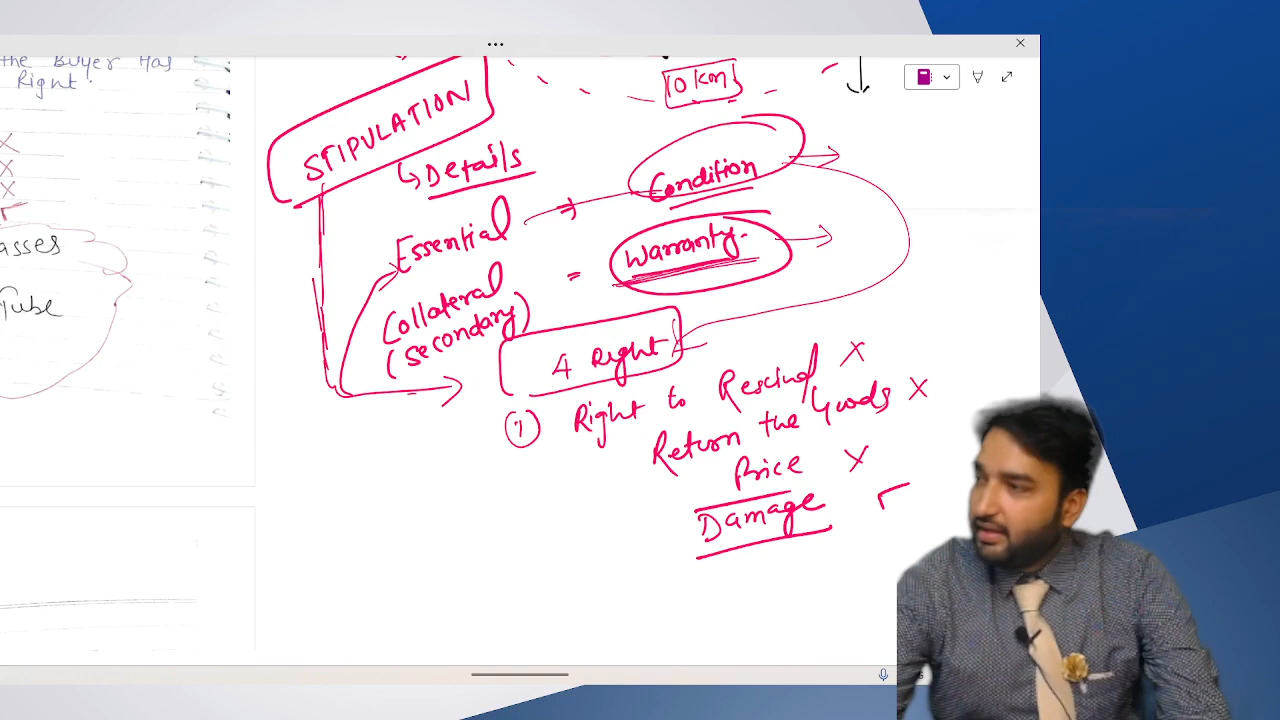 the Buyer Has
Right.
asses
Tube
10 km
STIPULATION
Details
Essential ⇒ Condition
Collateral = Warranty.
(Secondary)
4 Right
① Right to Rescind X
Return the Goods X
Price X
Damage